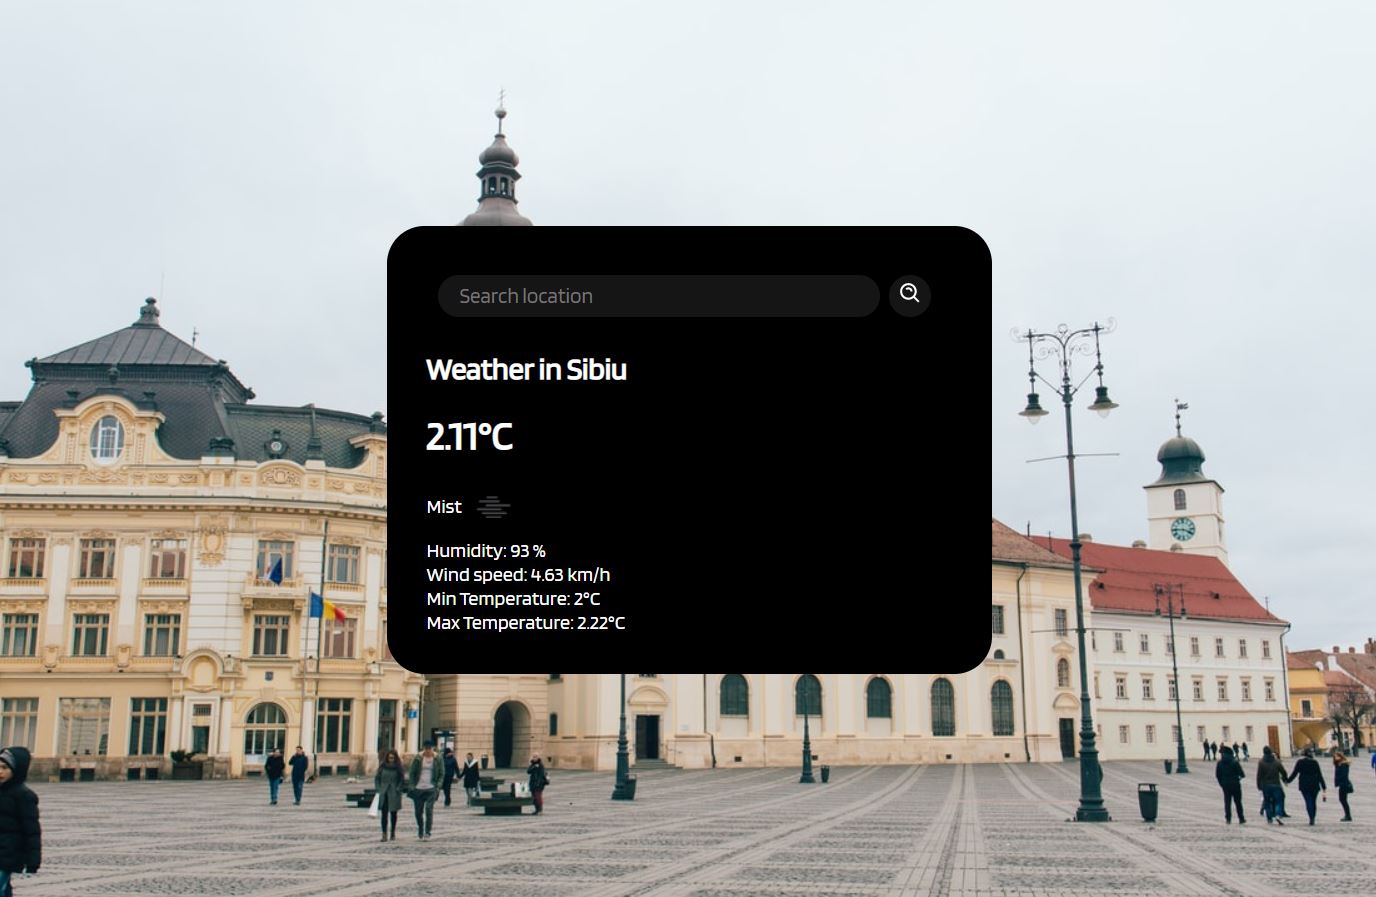 Search location
Weather in Sibiu
2.11°C
Mist
Humidity: 93 %
Wind speed: 4.63 km/h
Min Temperature: 2°C
Max Temperature: 2.22°C